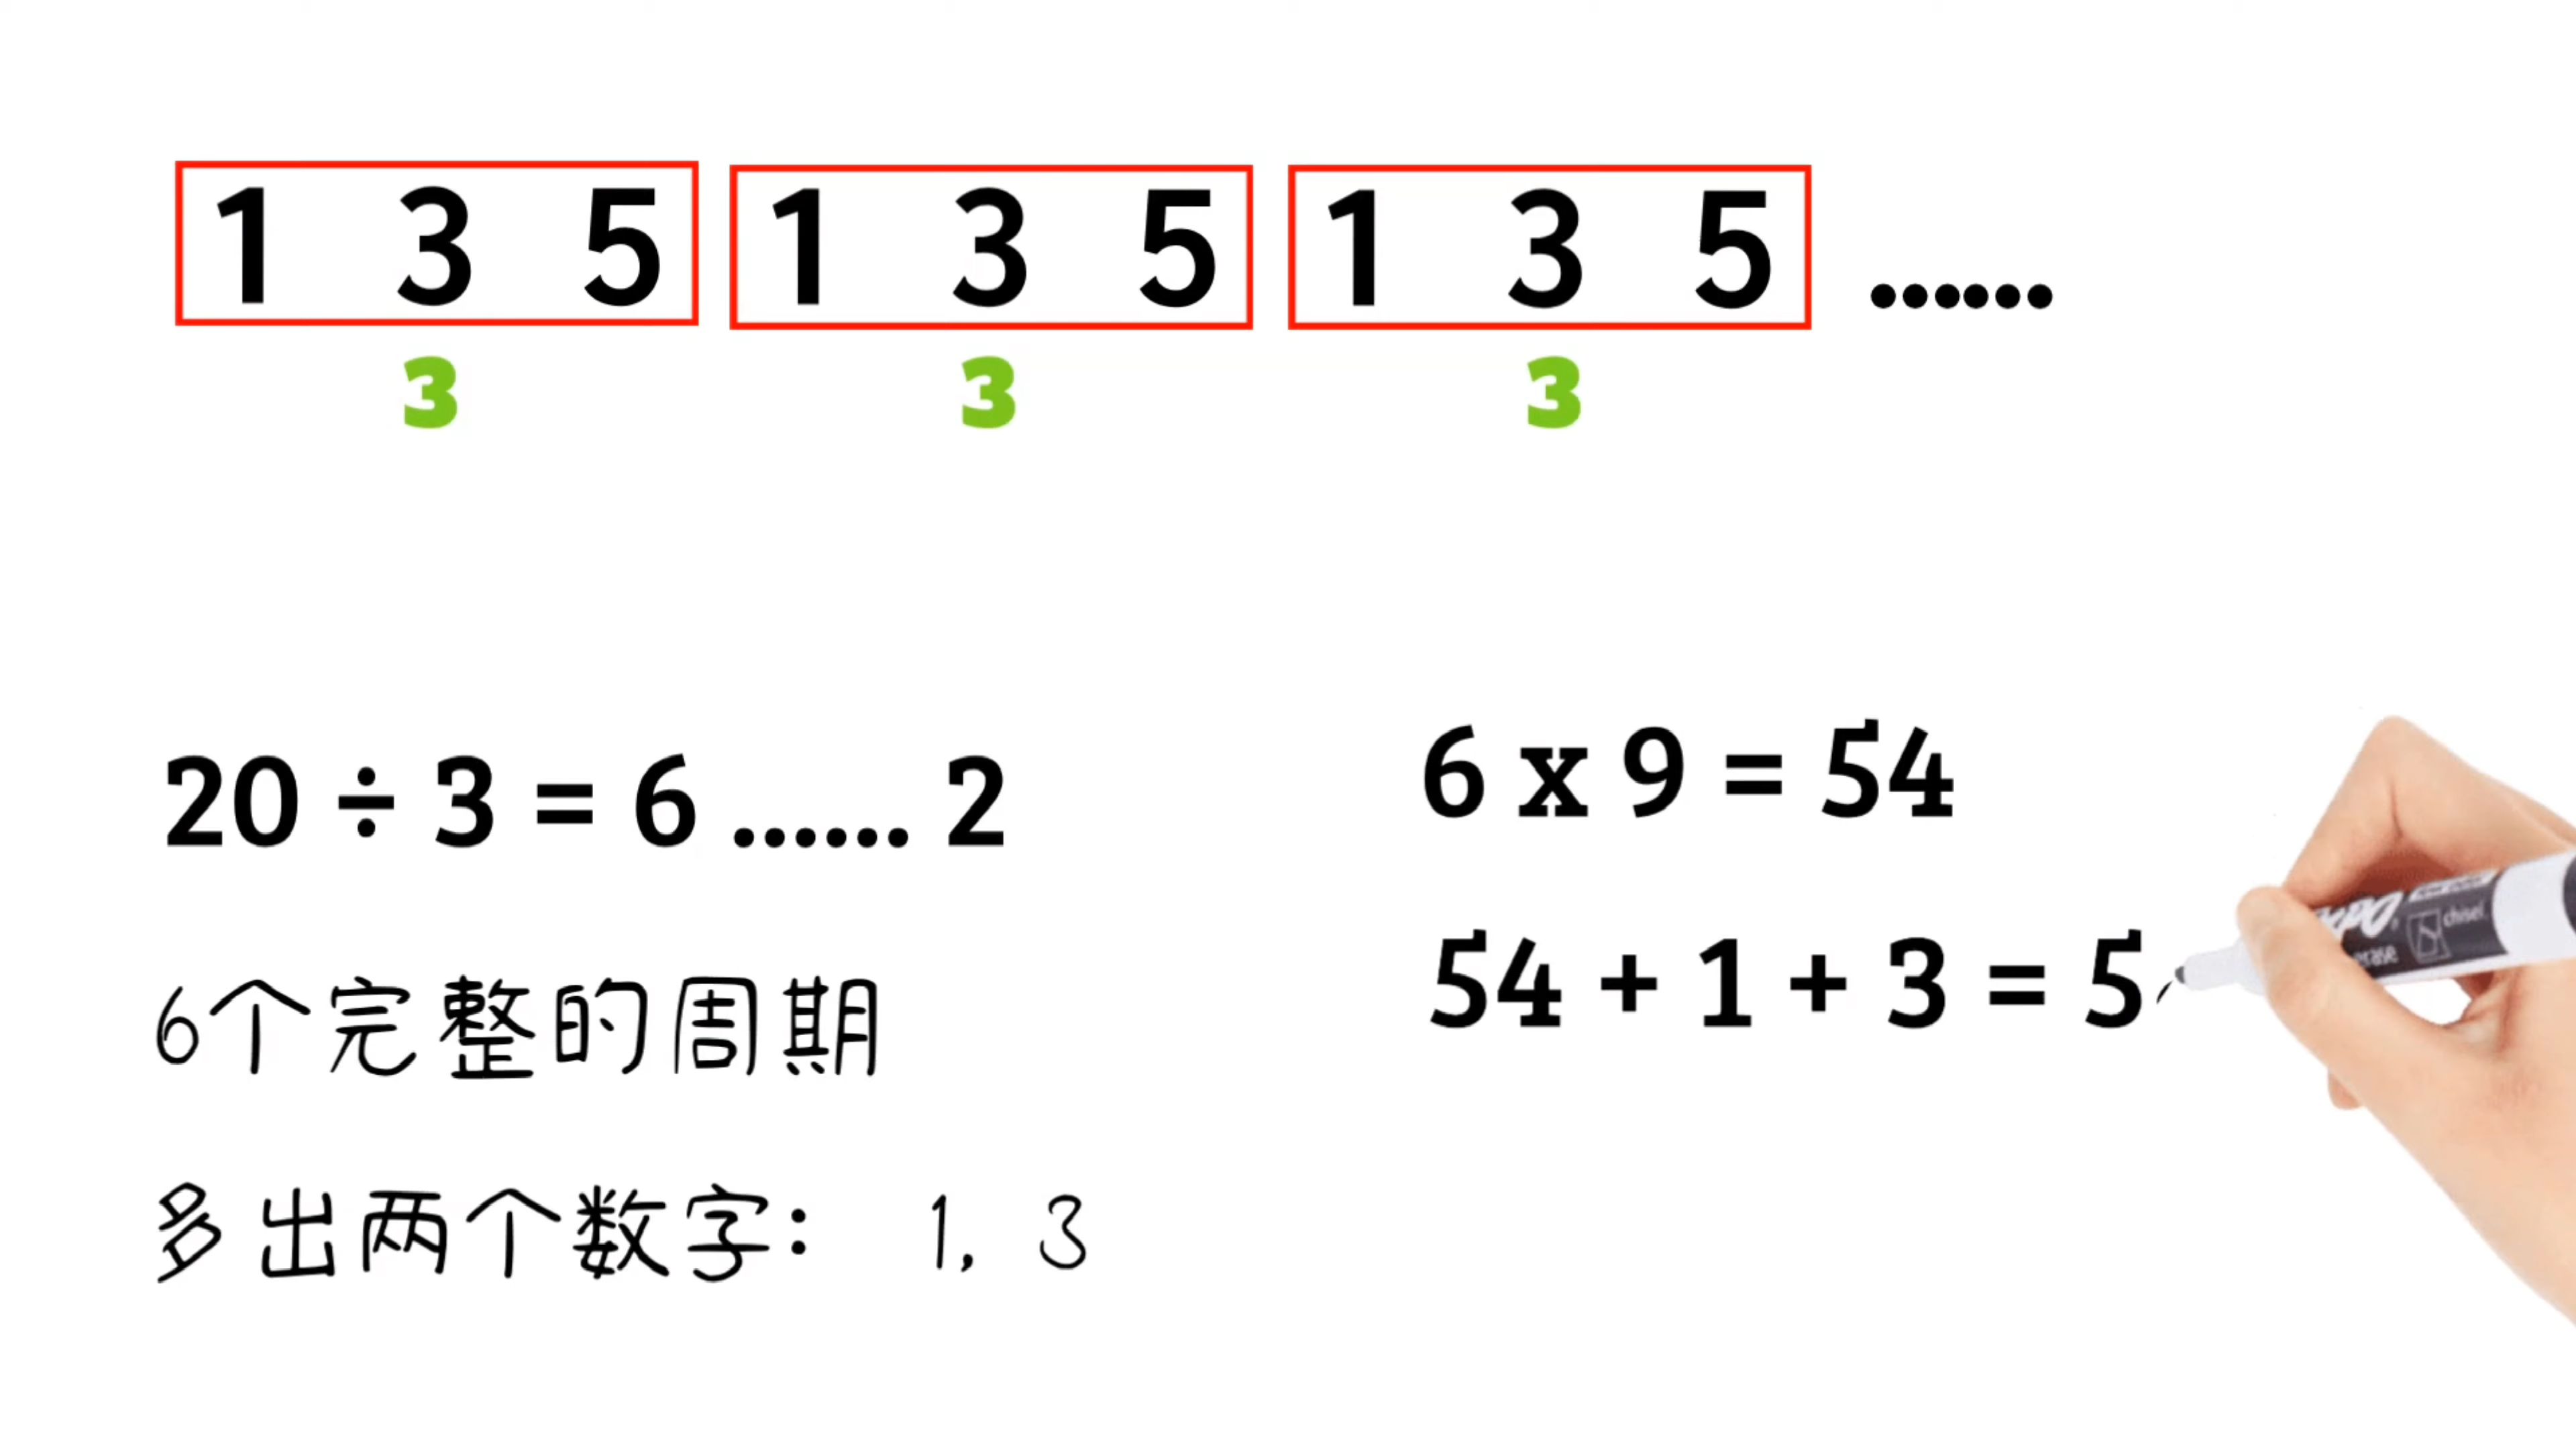 1 3 5 1 3 5 1 3 5 ......
3 3 3
20 ÷ 3 = 6 ...... 2
6个完整的周期
多出两个数字： 1, 3
6 x 9 = 54
54 + 1 + 3 = 5
chisel
erase